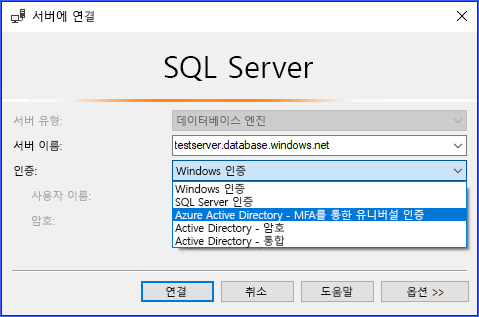 서버에 연결
SQL Server
서버 유형:
데이터베이스 엔진
서버 이름:
testserver.database.windows.net
인증:
Windows 인증
사용자 이름:
암호:
Windows 인증
SQL Server 인증
Azure Active Directory - MFA를 통한 유니버설 인증
Active Directory - 암호
Active Directory - 통합
연결
취소
도움말
옵션 >>